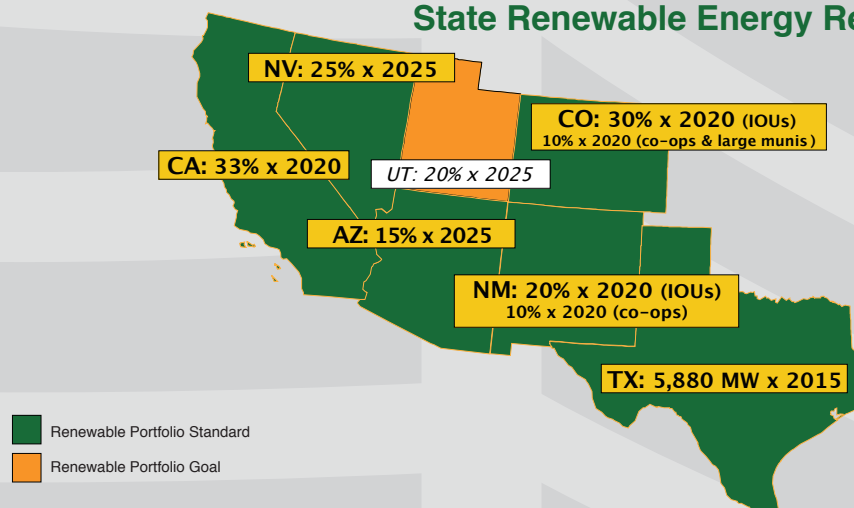 State Renewable Energy
NV: 25% x 2025
CO: 30% x 2020 (IOUs)
10% x 2020 (co-ops & large munis)
CA: 33% x 2020
UT: 20% x 2025
AZ: 15% x 2025
NM: 20% x 2020 (IOUs)
10% x 2020 (co-ops)
TX: 5,880 MW x 2015
Renewable Portfolio Standard
Renewable Portfolio Goal